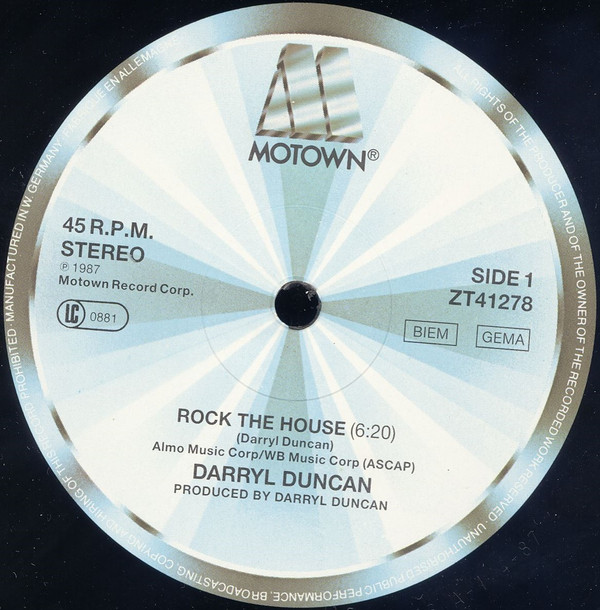 MOTOWN®
45 R.P.M.
STEREO
℗ 1987
Motown Record Corp.
LC 0881
SIDE 1
ZT41278
BIEM GEMA
ROCK THE HOUSE (6:20)
(Darryl Duncan)
Almo Music Corp/WB Music Corp (ASCAP)
DARRYL DUNCAN
PRODUCED BY DARRYL DUNCAN
ALL RIGHTS OF THE PRODUCER AND OF THE OWNER OF THE RECORDED WORK RESERVED · UNAUTHORISED PUBLIC PERFORMANCE, BROADCASTING, COPYING AND HIRING OF THIS RECORD PROHIBITED · MANUFACTURED IN W. GERMANY · EN ALLEMAGNE